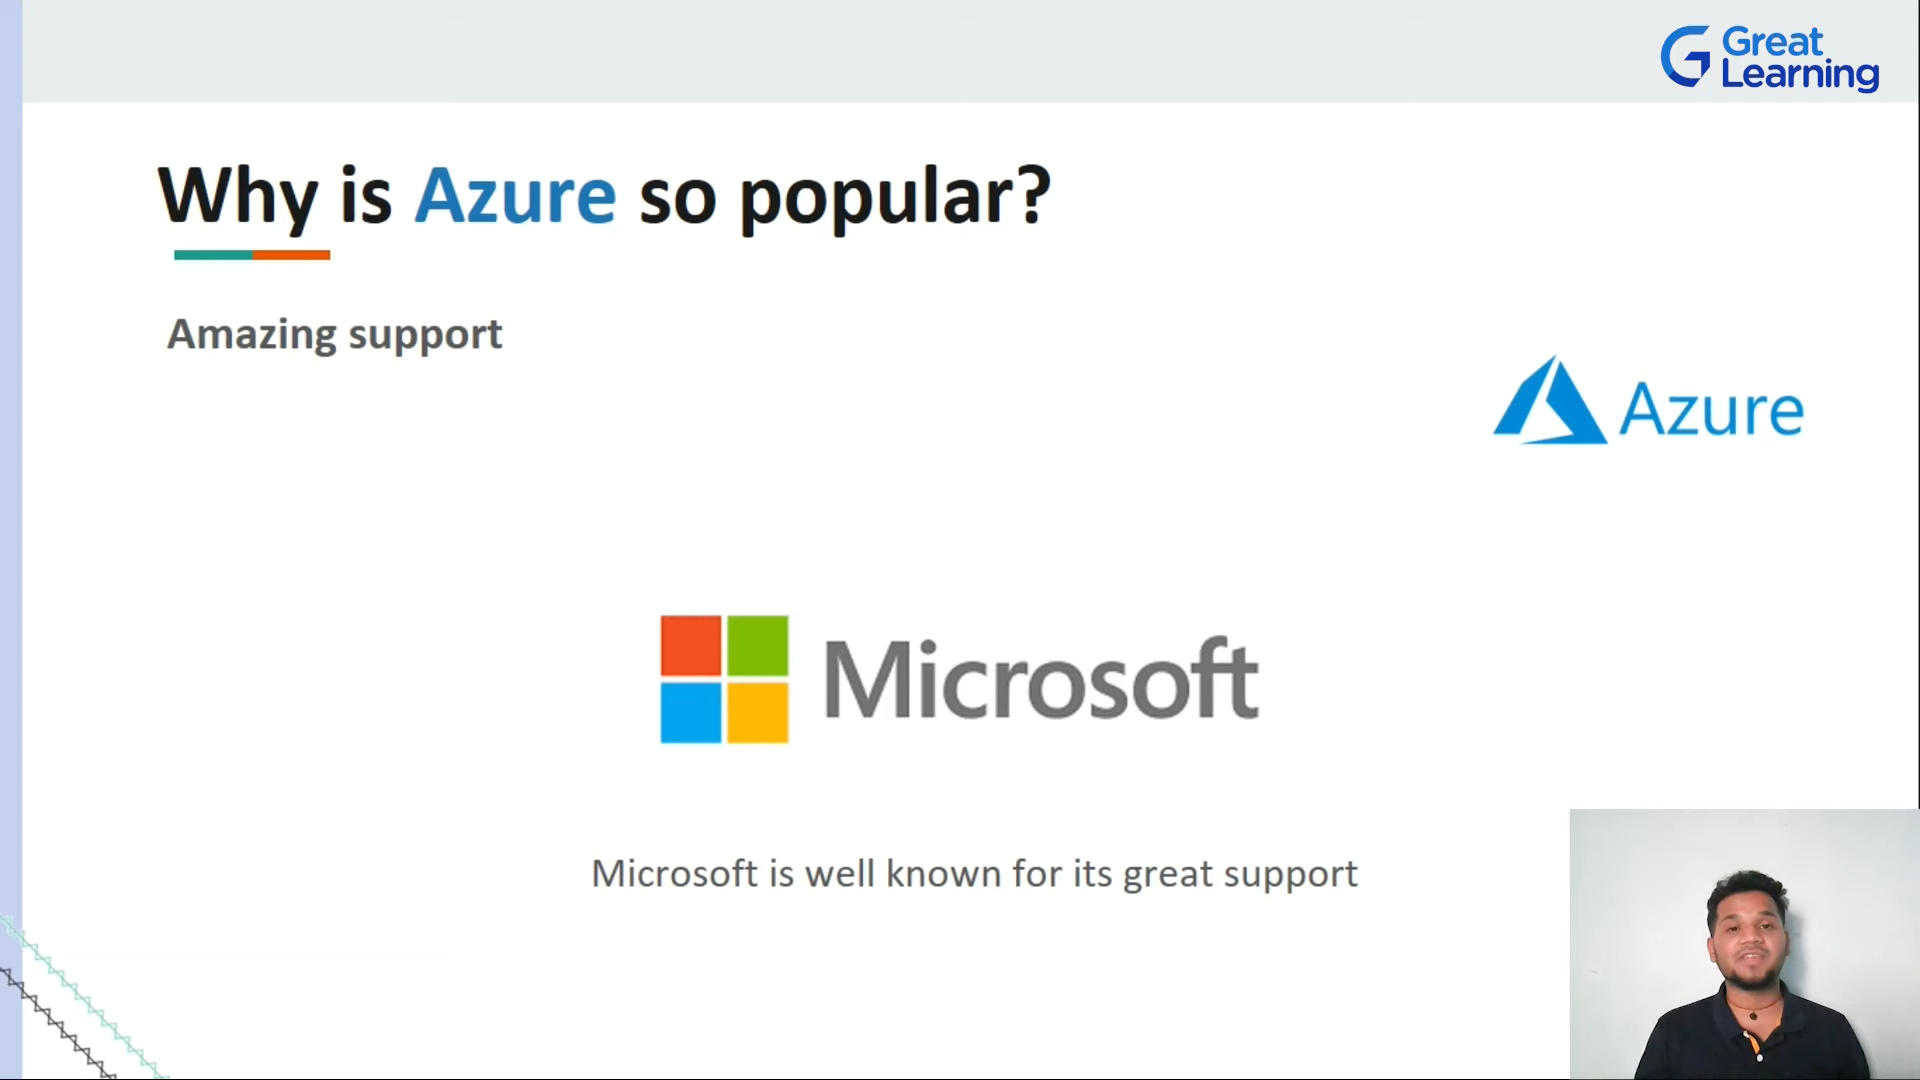 Great
Learning
Why is Azure so popular?
Amazing support
Azure
Microsoft
Microsoft is well known for its great support